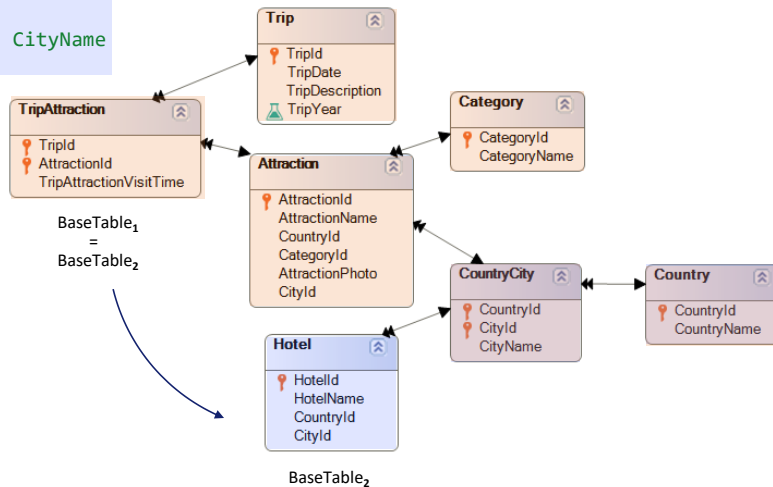 CityName
Trip
TripId
TripDate
TripDescription
TripYear
TripAttraction
TripId
AttractionId
TripAttractionVisitTime
Category
CategoryId
CategoryName
Attraction
AttractionId
AttractionName
CountryId
CategoryId
AttractionPhoto
CityId
BaseTable1
=
BaseTable2
CountryCity
CountryId
CityId
CityName
Country
CountryId
CountryName
Hotel
HotelId
HotelName
CountryId
CityId
BaseTable2